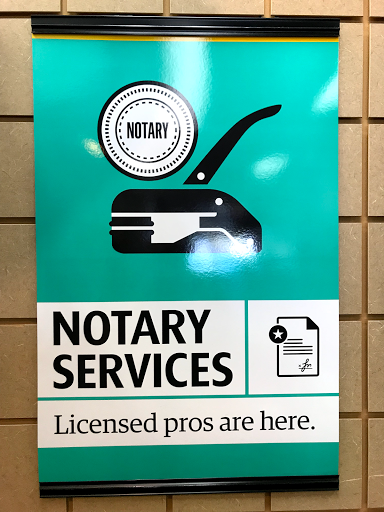 NOTARY
NOTARY
SERVICES
Licensed pros are here.